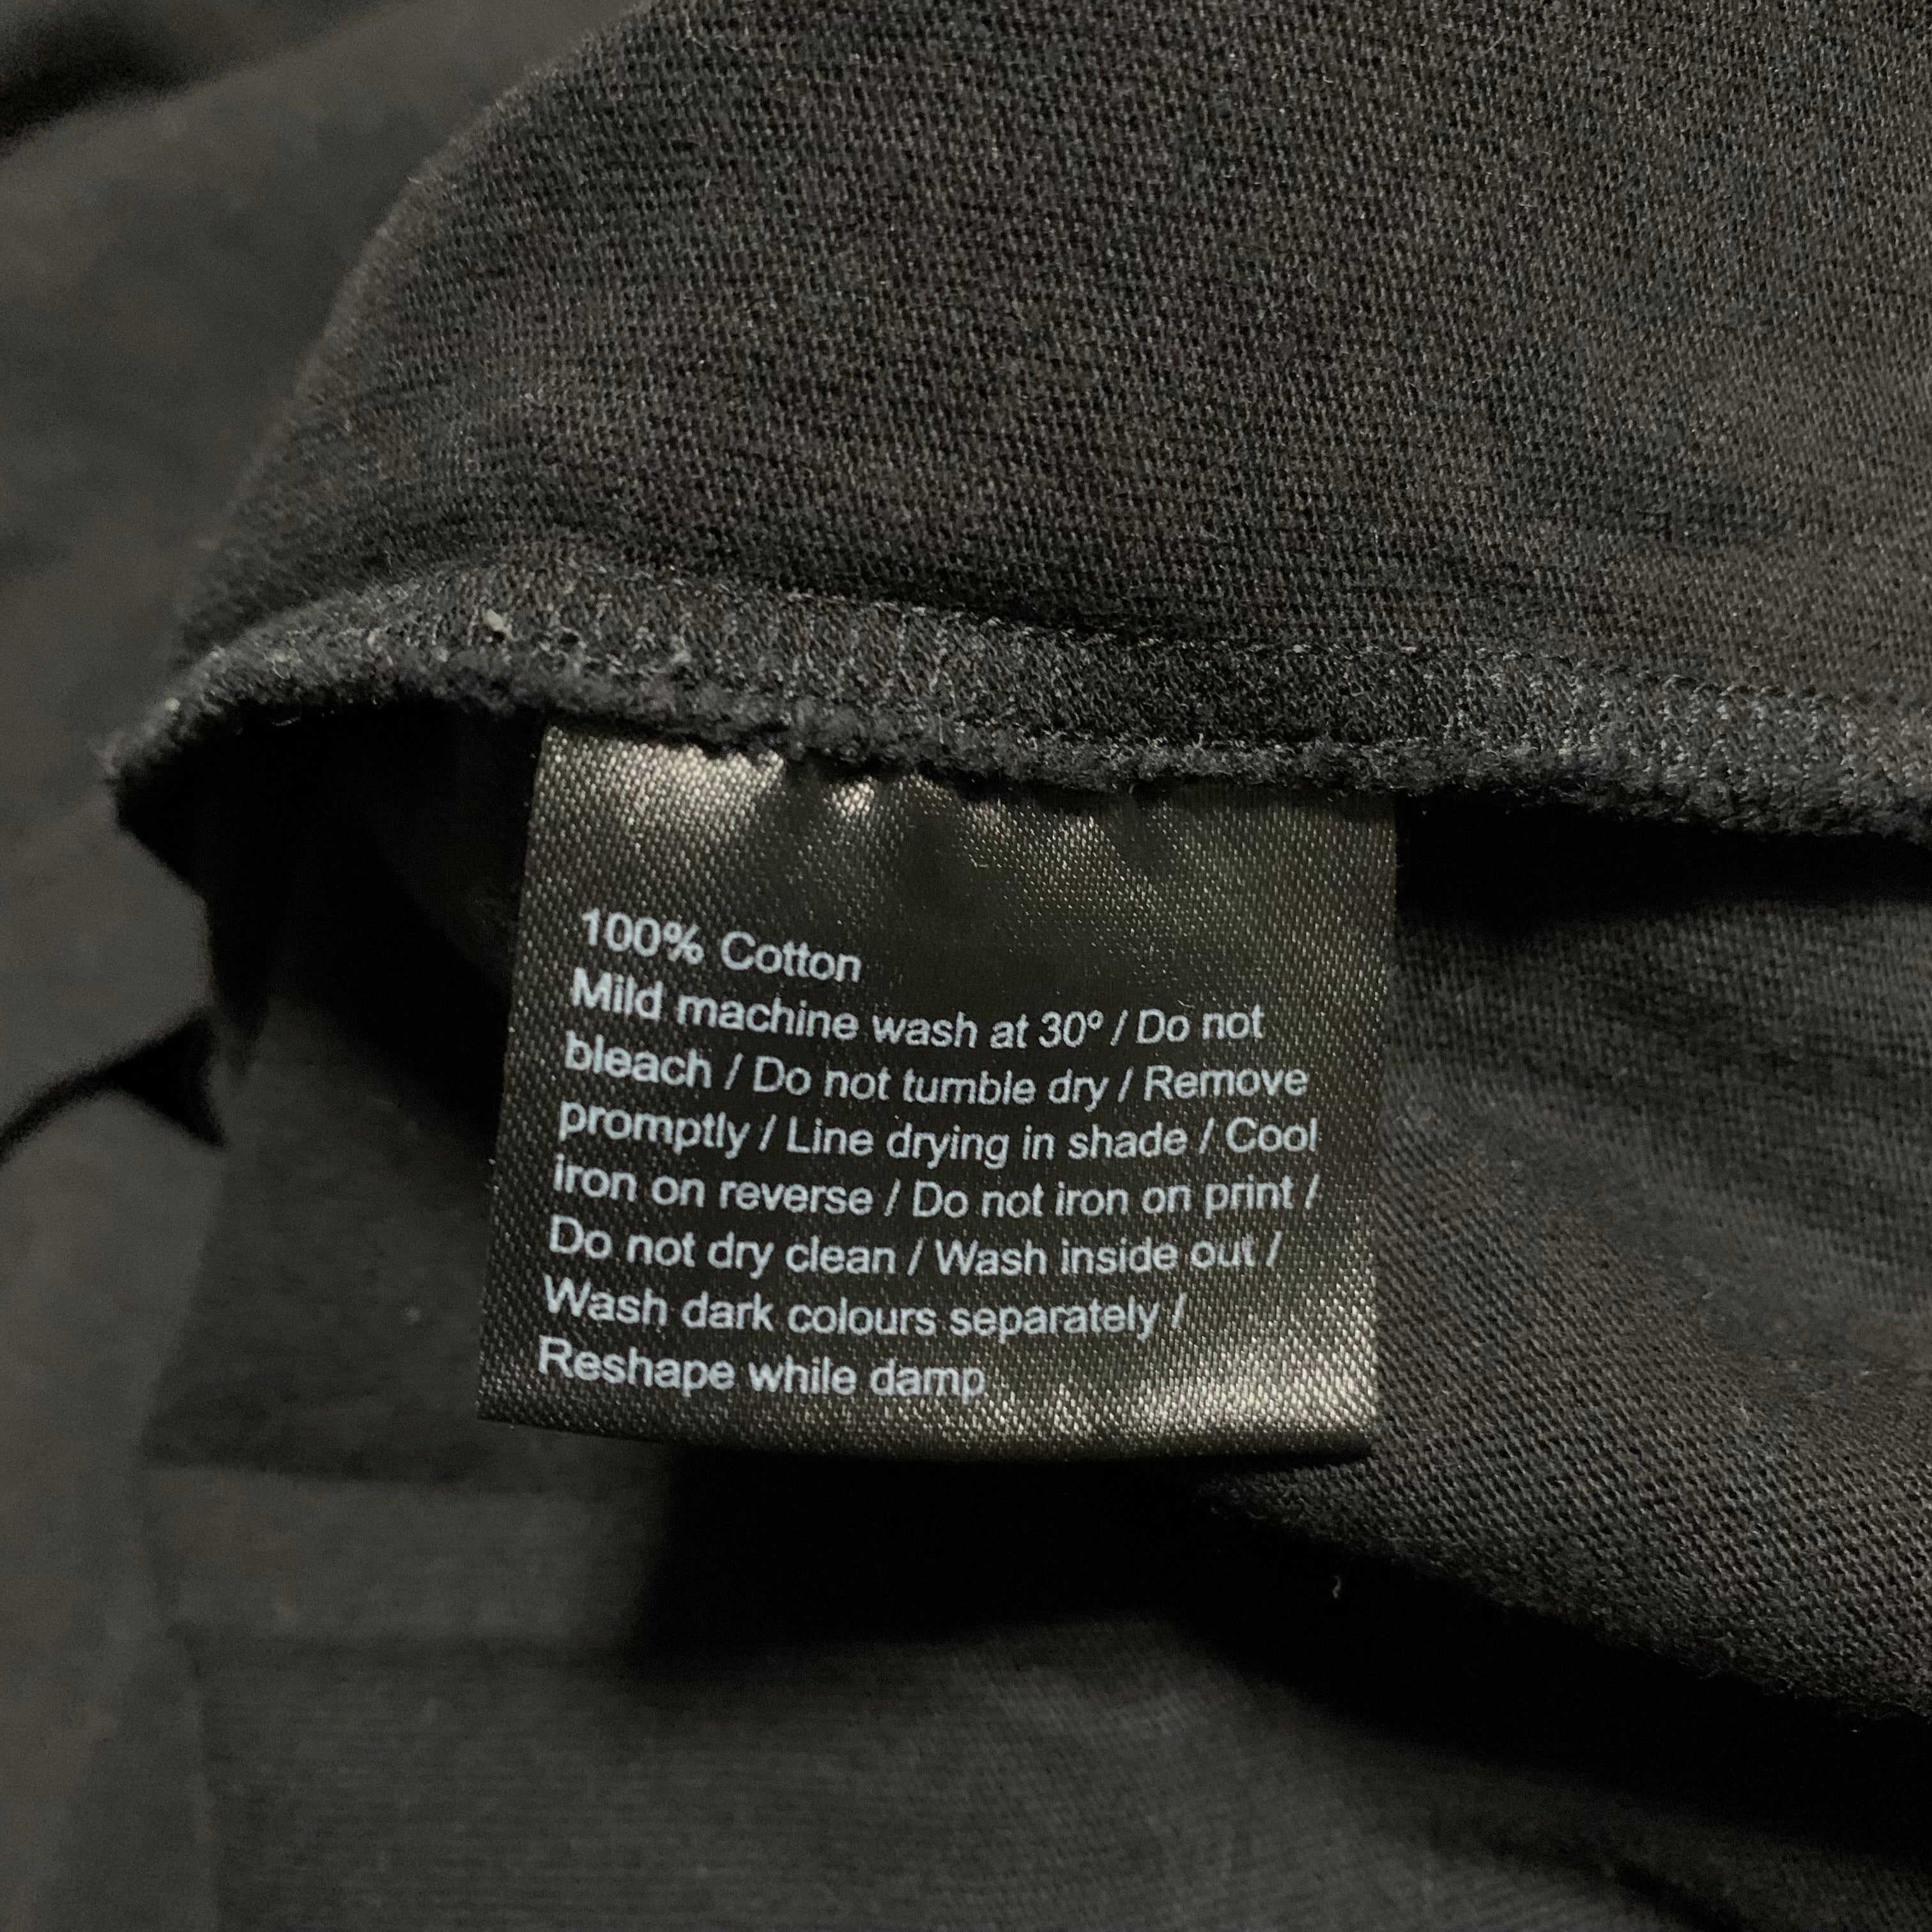 100% Cotton
Mild machine wash at 30º / Do not
bleach / Do not tumble dry / Remove
promptly / Line drying in shade / Cool
iron on reverse / Do not iron on print /
Do not dry clean / Wash inside out /
Wash dark colours separately /
Reshape while damp